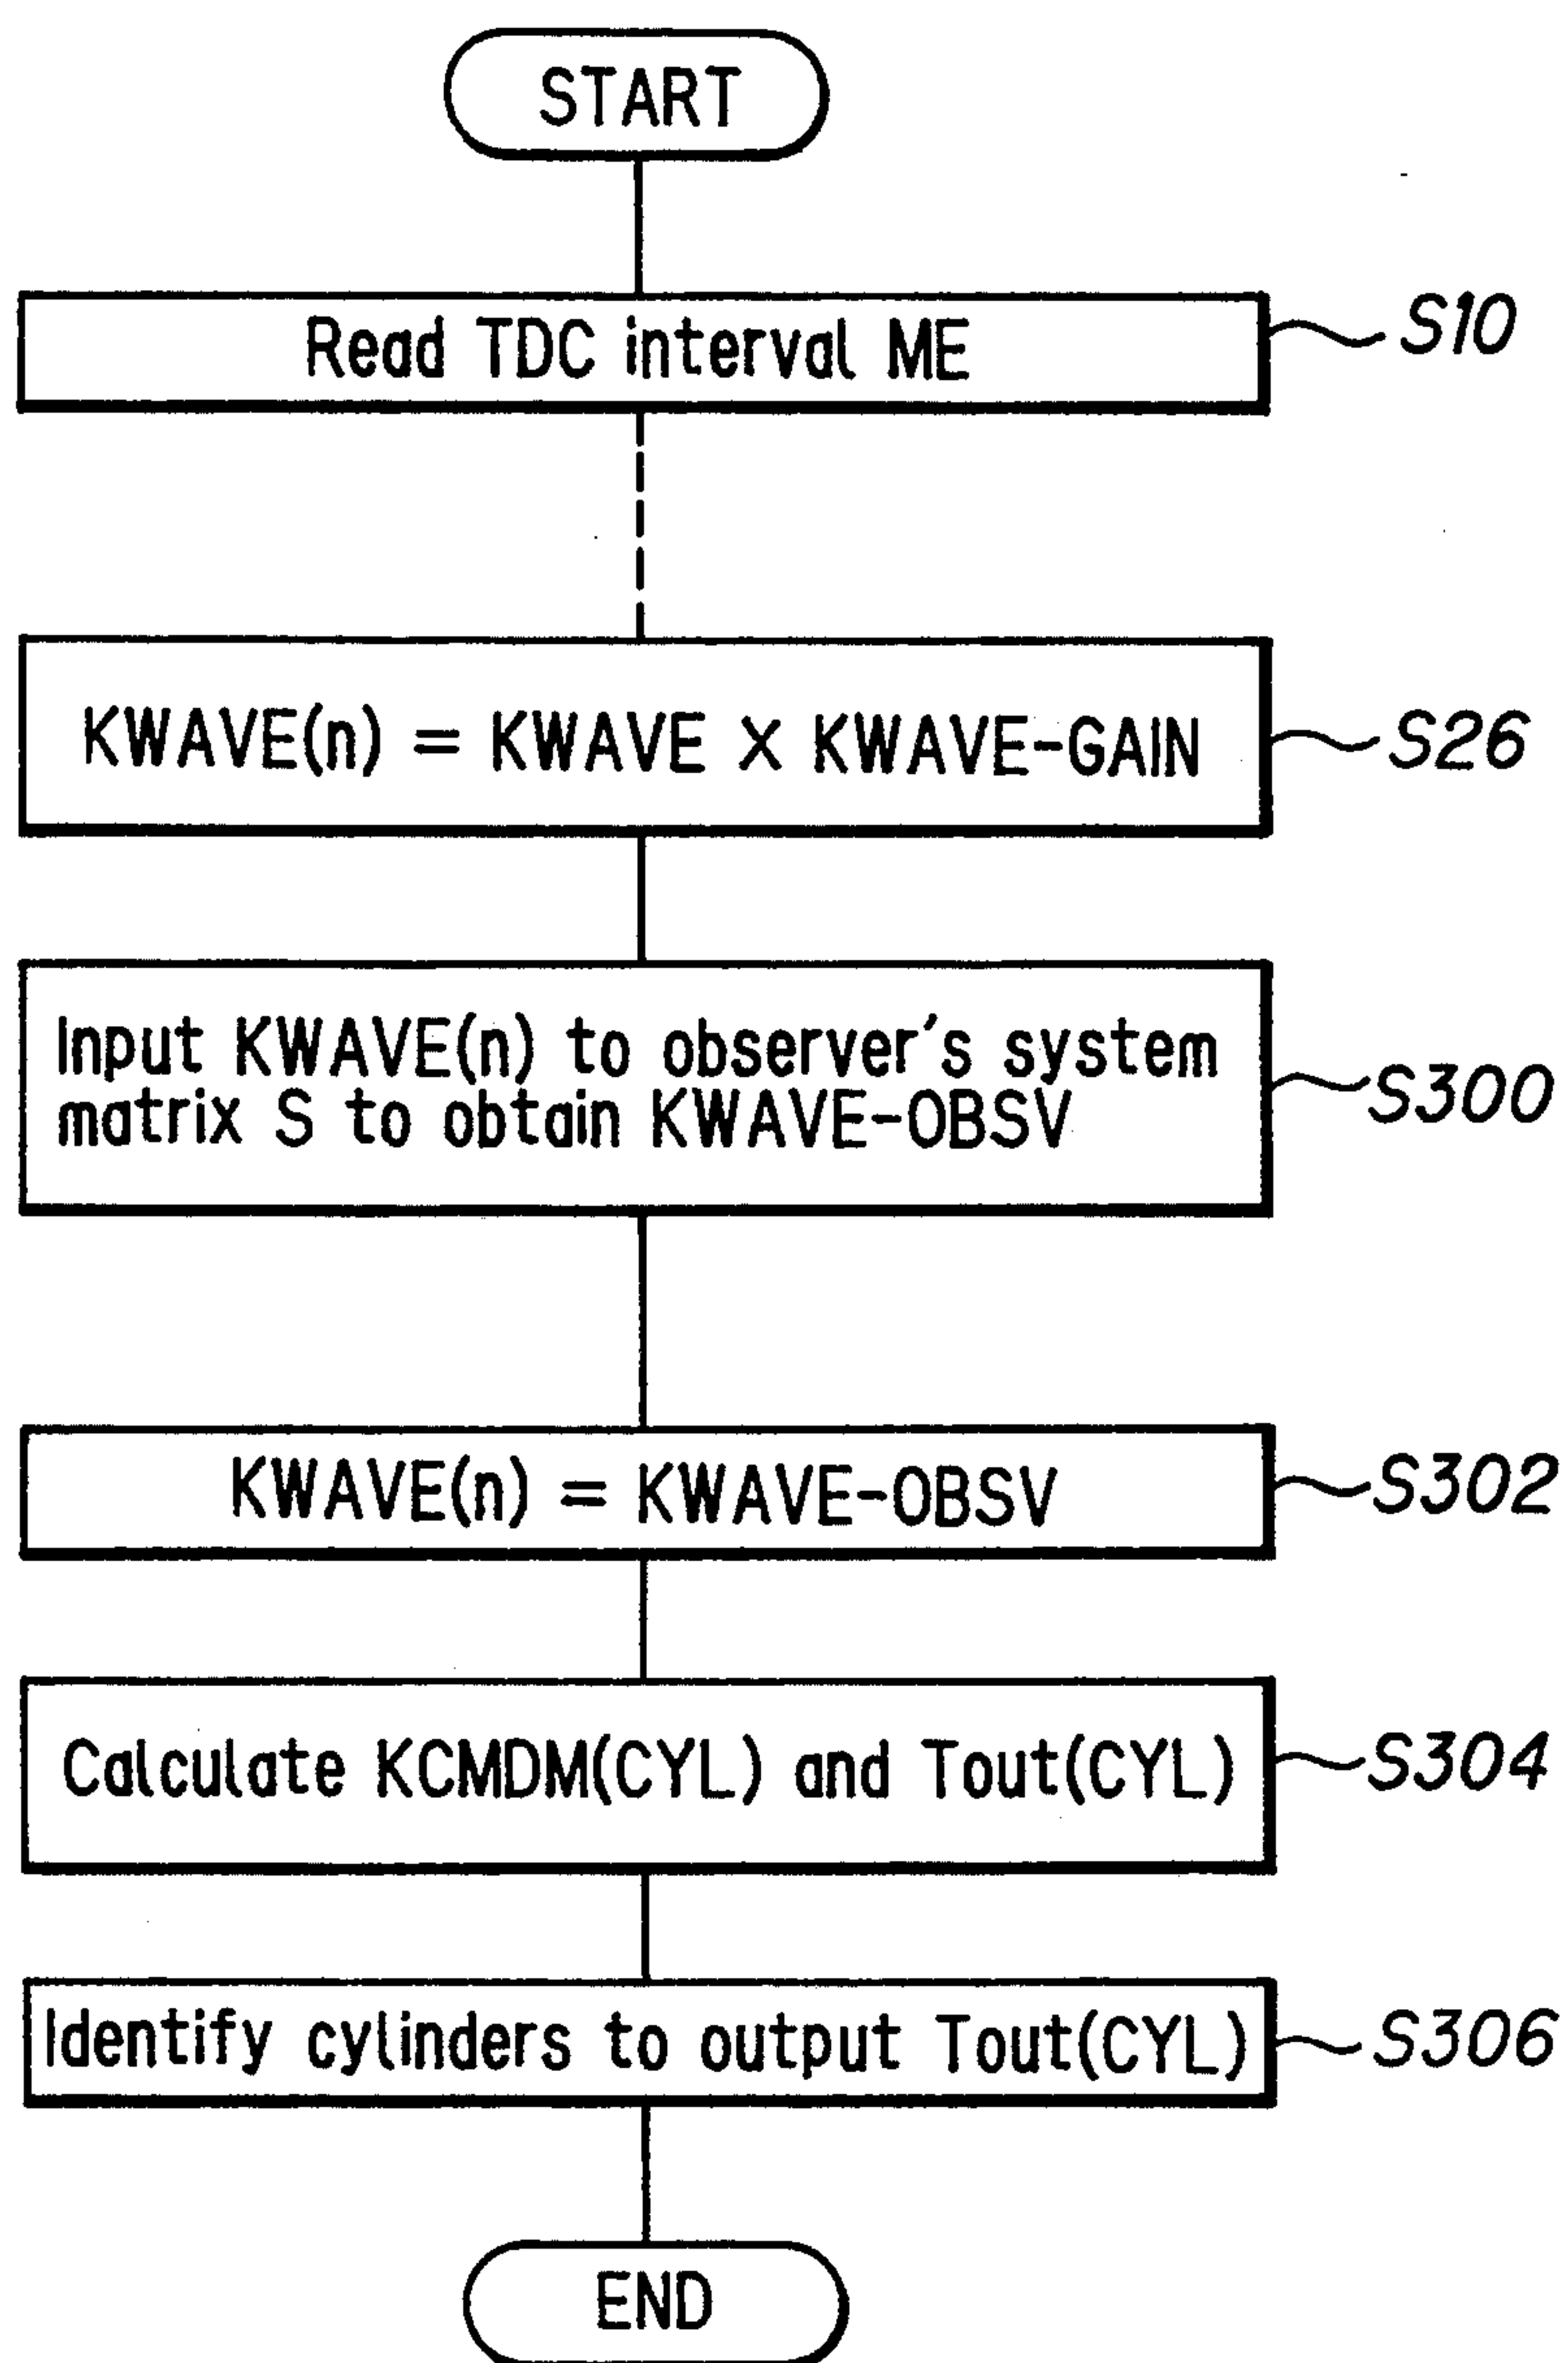 START
Read TDC interval ME
S10
KWAVE(n) = KWAVE X KWAVE-GAIN
S26
Input KWAVE(n) to observer's system
matrix S to obtain KWAVE-OBSV
S300
KWAVE(n) = KWAVE-OBSV
S302
Calculate KCMDM(CYL) and Tout(CYL)
S304
Identify cylinders to output Tout(CYL)
S306
END